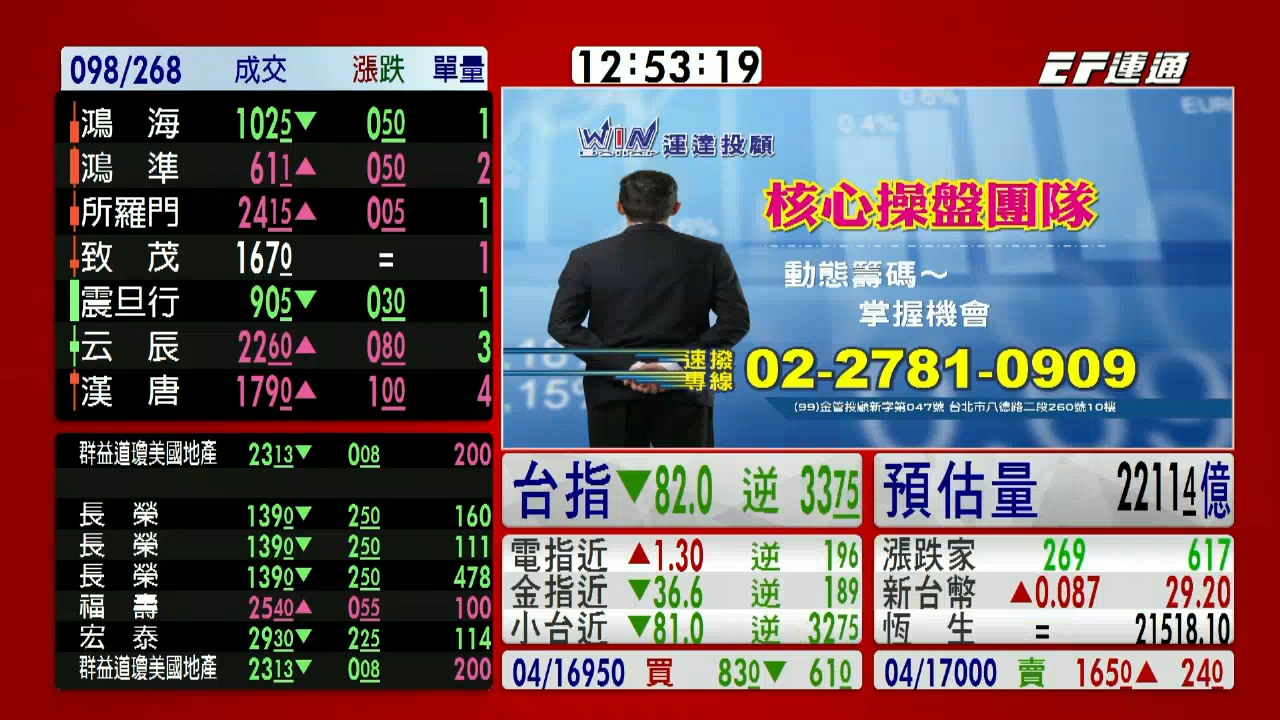 098/268 成交 漲跌 單量
12:53:19
EF運通
鴻海 1025▼ 050 1
鴻準 611▲ 050 2
所羅門 2415▲ 005 1
致茂 1670 = 1
震旦行 905▼ 030 1
云辰 2260▲ 080 3
漢唐 1790▲ 100 4
群益道瓊美國地產 2313▼ 008 200
長榮 1390▼ 250 160
長榮 1390▼ 250 111
長榮 1390▼ 250 478
福壽 2540▲ 055 100
宏泰 2930▼ 225 114
群益道瓊美國地產 2313▼ 008 200
0.6%
EUR
0.4%
WIN 運達投顧
核心操盤團隊
動態籌碼～
掌握機會
速撥專線 02-2781-0909
(99)金管投顧新字第047號 台北市八德路二段260號10樓
台指▼82.0 逆 3375
預估量 22114億
電指近 ▲1.30 逆 196
金指近 ▼36.6 逆 189
小台近 ▼81.0 逆 3275
漲跌家 269 617
新台幣 ▲0.087 29.20
恆生 = 21518.10
04/16950 買 830▼ 610
04/17000 賣 1650▲ 240